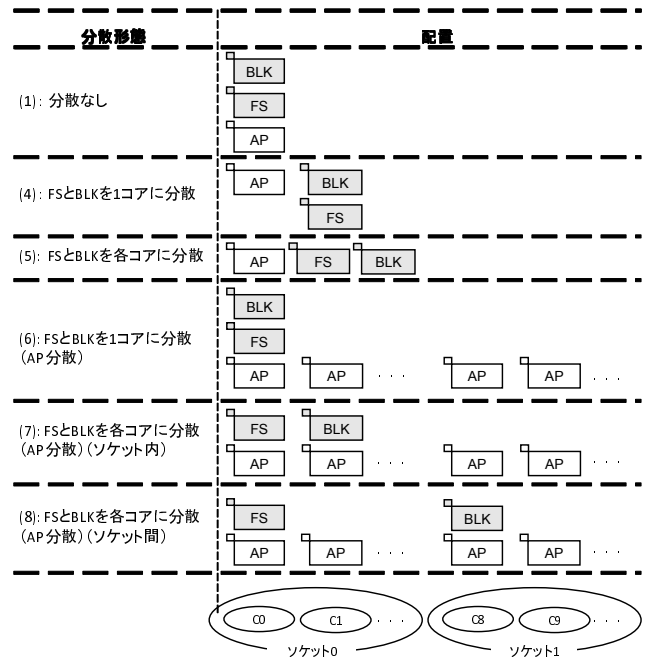 分散形態 配置
(1): 分散なし
BLK
FS
AP
(4): FSとBLKを1コアに分散
AP BLK
FS
(5): FSとBLKを各コアに分散
AP FS BLK
(6): FSとBLKを1コアに分散
(AP分散)
BLK
FS
AP AP ・・・ AP AP ・・・
(7): FSとBLKを各コアに分散
(AP分散)(ソケット内)
FS BLK
AP AP ・・・ AP AP ・・・
(8): FSとBLKを各コアに分散
(AP分散)(ソケット間)
FS BLK
AP AP ・・・ AP AP ・・・
C0 C1 ・・・ C8 C9 ・・・
ソケット0 ソケット1